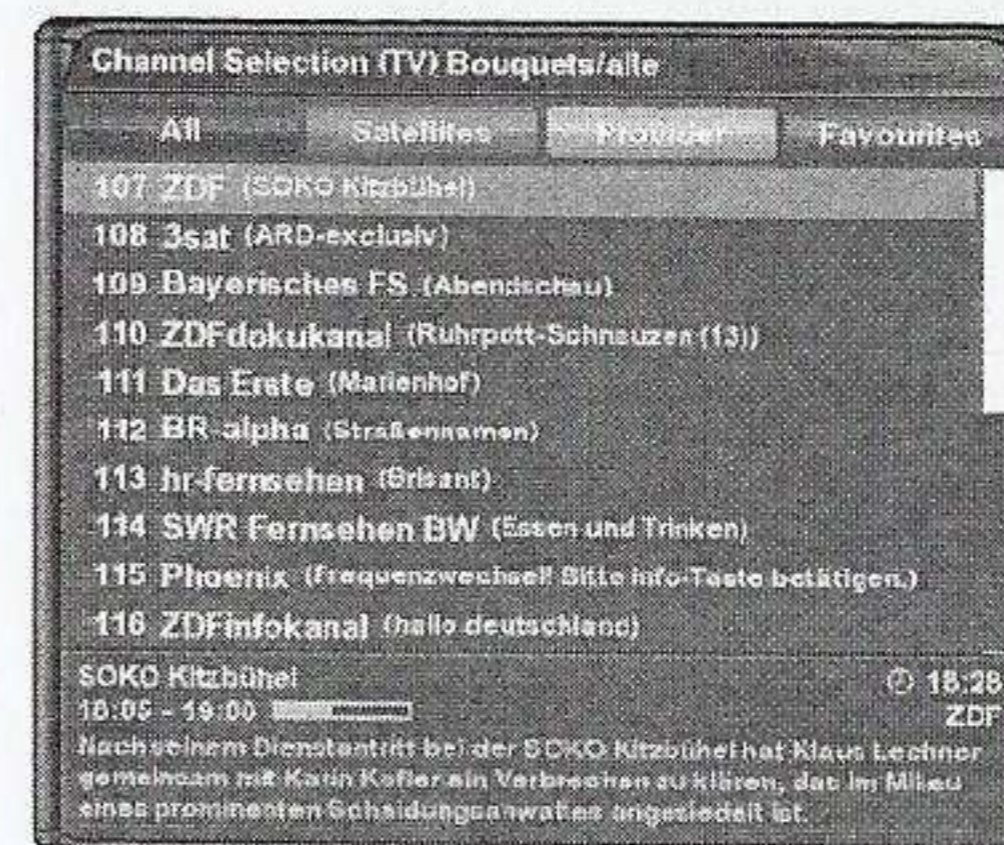 Channel Selection (TV) Bouquets/alle
All Satellites Provider Favourites
107 ZDF (SOKO Kitzbühel)
108 3sat (ARD-exclusiv)
109 Bayerisches FS (Abendschau)
110 ZDFdokukanal (Ruhrpott-Schnauzen (13))
111 Das Erste (Marienhof)
112 BR-alpha (Straßennamen)
113 hr-fernsehen (Brisant)
114 SWR Fernsehen BW (Essen und Trinken)
115 Phoenix (Frequenzwechsel! Bitte Info-Taste betätigen.)
116 ZDFinfokanal (hallo deutschland)
SOKO Kitzbühel 18:28
18:05 - 19:00 ZDF
Nach seinem Dienstantritt bei der SOKO Kitzbühel hat Klaus Lechner
gemeinsam mit Karin Kofler ein Verbrechen zu klären, das im Milieu
eines prominenten Scheidungsanwaltes angesiedelt ist.